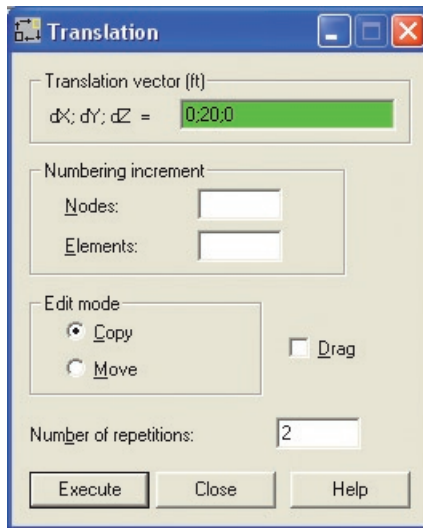 Translation
Translation vector (ft)
dX; dY; dZ = 0;20;0
Numbering increment
Nodes:
Elements:
Edit mode
Copy
Move
Drag
Number of repetitions: 2
Execute Close Help